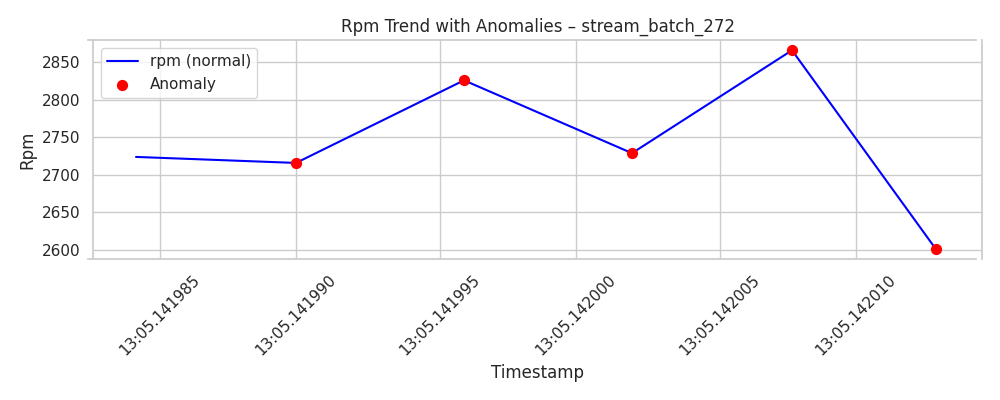 Rpm Trend with Anomalies – stream_batch_272
rpm (normal)
Anomaly
Rpm
2850
2800
2750
2700
2650
2600
13:05.141985
13:05.141990
13:05.141995
13:05.142000
13:05.142005
13:05.142010
Timestamp